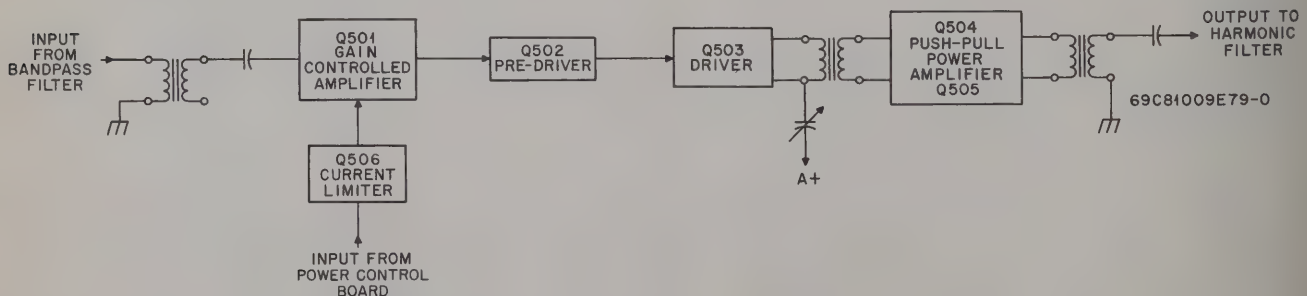 INPUT
FROM
BANDPASS
FILTER
Q501
GAIN
CONTROLLED
AMPLIFIER
Q502
PRE-DRIVER
Q503
DRIVER
Q504
PUSH-PULL
POWER
AMPLIFIER
Q505
OUTPUT TO
HARMONIC
FILTER
69C81009E79-0
A+
Q506
CURRENT
LIMITER
INPUT FROM
POWER CONTROL
BOARD